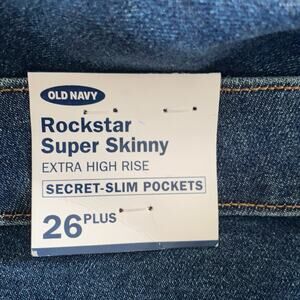 OLD NAVY
Rockstar
Super Skinny
EXTRA HIGH RISE
SECRET-SLIM POCKETS
26 PLUS